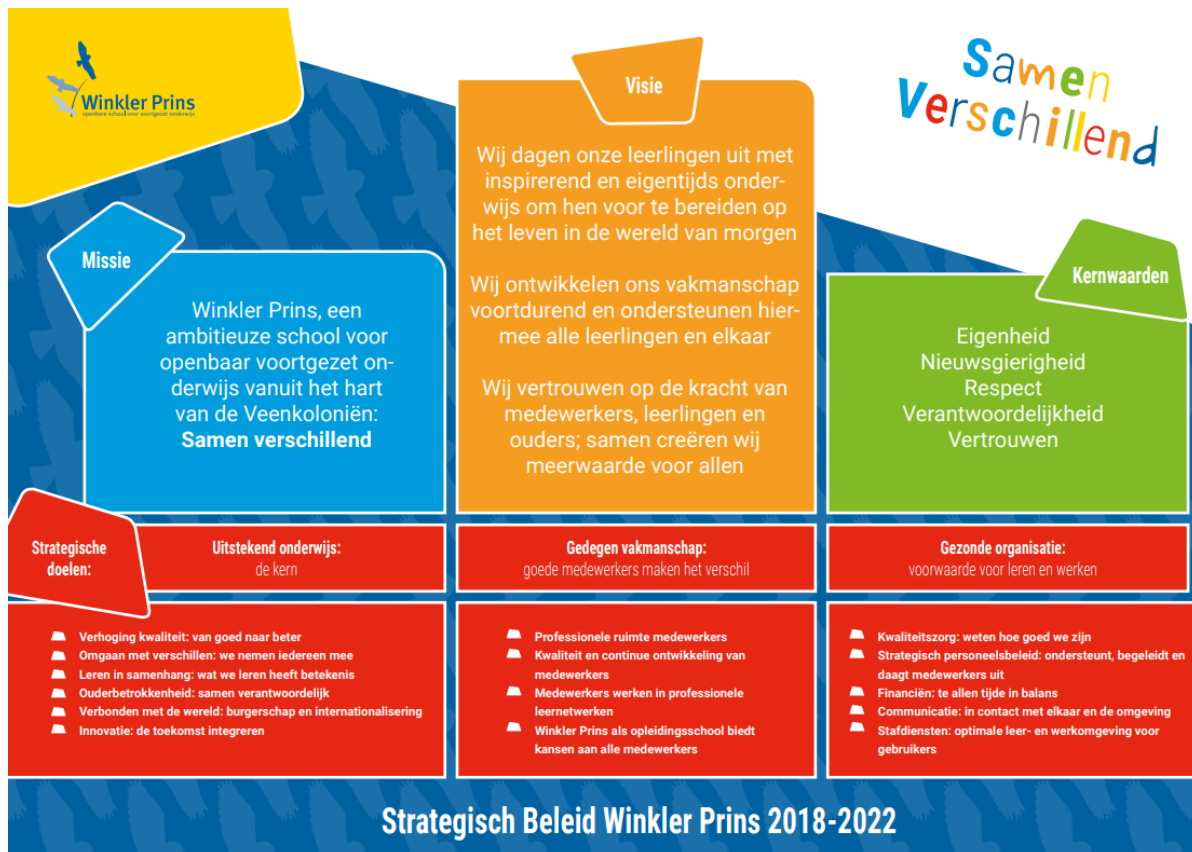 Winkler Prins
openbare school voor voortgezet onderwijs
Samen
Verschillend
Missie
Winkler Prins, een
ambitieuze school voor
openbaar voortgezet on-
derwijs vanuit het hart
van de Veenkoloniën:
Samen verschillend
Visie
Wij dagen onze leerlingen uit met
inspirerend en eigentijds onder-
wijs om hen voor te bereiden op
het leven in de wereld van morgen
Wij ontwikkelen ons vakmanschap
voortdurend en ondersteunen hier-
mee alle leerlingen en elkaar
Wij vertrouwen op de kracht van
medewerkers, leerlingen en
ouders; samen creëren wij
meerwaarde voor allen
Kernwaarden
Eigenheid
Nieuwsgierigheid
Respect
Verantwoordelijkheid
Vertrouwen
Strategische
doelen:
Uitstekend onderwijs:
de kern
Verhoging kwaliteit: van goed naar beter
Omgaan met verschillen: we nemen iedereen mee
Leren in samenhang: wat we leren heeft betekenis
Ouderbetrokkenheid: samen verantwoordelijk
Verbonden met de wereld: burgerschap en internationalisering
Innovatie: de toekomst integreren
Gedegen vakmanschap:
goede medewerkers maken het verschil
Professionele ruimte medewerkers
Kwaliteit en continue ontwikkeling van
medewerkers
Medewerkers werken in professionele
leernetwerken
Winkler Prins als opleidingsschool biedt
kansen aan alle medewerkers
Gezonde organisatie:
voorwaarde voor leren en werken
Kwaliteitszorg: weten hoe goed we zijn
Strategisch personeelsbeleid: ondersteunt, begeleidt en
daagt medewerkers uit
Financiën: te allen tijde in balans
Communicatie: in contact met elkaar en de omgeving
Stafdiensten: optimale leer- en werkomgeving voor
gebruikers
Strategisch Beleid Winkler Prins 2018-2022